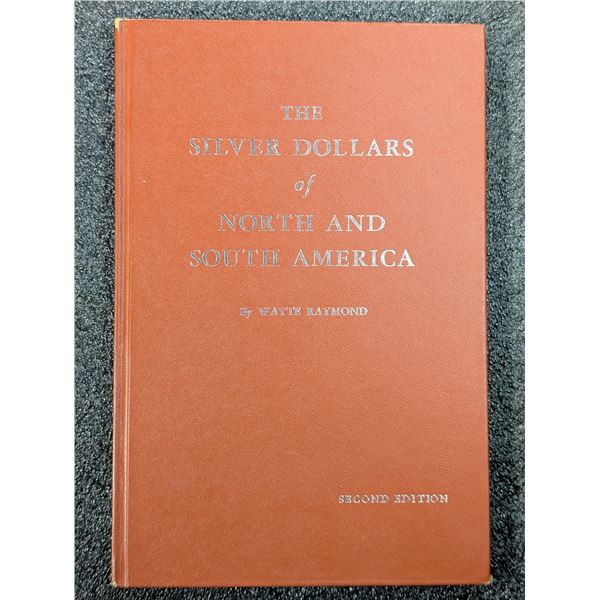 THE
SILVER DOLLARS
of
NORTH AND
SOUTH AMERICA
By WAYTE RAYMOND
SECOND EDITION